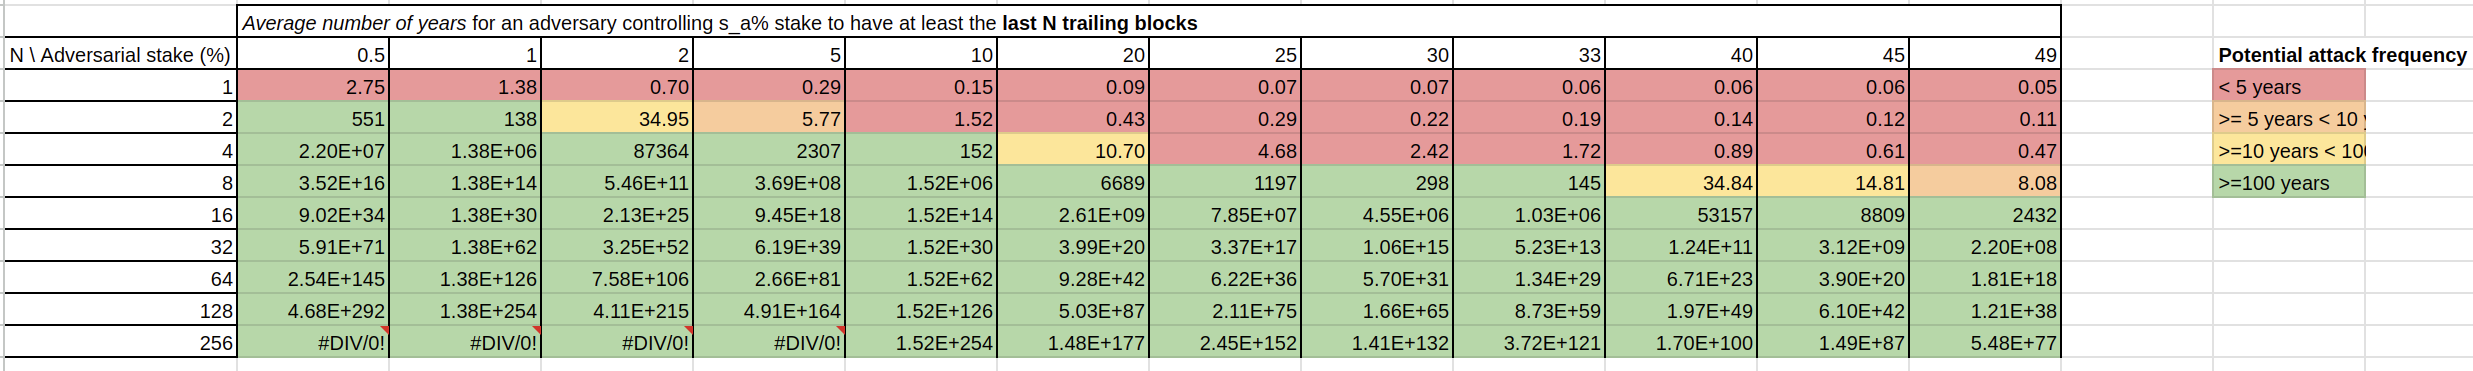 Average number of years for an adversary controlling s_a% stake to have at least the last N trailing blocks
N \ Adversarial stake (%) 0.5 1 2 5 10 20 25 30 33 40 45 49 Potential attack frequency
1 2.75 1.38 0.70 0.29 0.15 0.09 0.07 0.07 0.06 0.06 0.06 0.05 < 5 years
2 551 138 34.95 5.77 1.52 0.43 0.29 0.22 0.19 0.14 0.12 0.11 >= 5 years < 10
4 2.20E+07 1.38E+06 87364 2307 152 10.70 4.68 2.42 1.72 0.89 0.61 0.47 >=10 years <
8 3.52E+16 1.38E+14 5.46E+11 3.69E+08 1.52E+06 6689 1197 298 145 34.84 14.81 8.08 >=100 years
16 9.02E+34 1.38E+30 2.13E+25 9.45E+18 1.52E+14 2.61E+09 7.85E+07 4.55E+06 1.03E+06 53157 8809 2432
32 5.91E+71 1.38E+62 3.25E+52 6.19E+39 1.52E+30 3.99E+20 3.37E+17 1.06E+15 5.23E+13 1.24E+11 3.12E+09 2.20E+08
64 2.54E+145 1.38E+126 7.58E+106 2.66E+81 1.52E+62 9.28E+42 6.22E+36 5.70E+31 1.34E+29 6.71E+23 3.90E+20 1.81E+18
128 4.68E+292 1.38E+254 4.11E+215 4.91E+164 1.52E+126 5.03E+87 2.11E+75 1.66E+65 8.73E+59 1.97E+49 6.10E+42 1.21E+38
256 #DIV/0! #DIV/0! #DIV/0! #DIV/0! 1.52E+254 1.48E+177 2.45E+152 1.41E+132 3.72E+121 1.70E+100 1.49E+87 5.48E+77